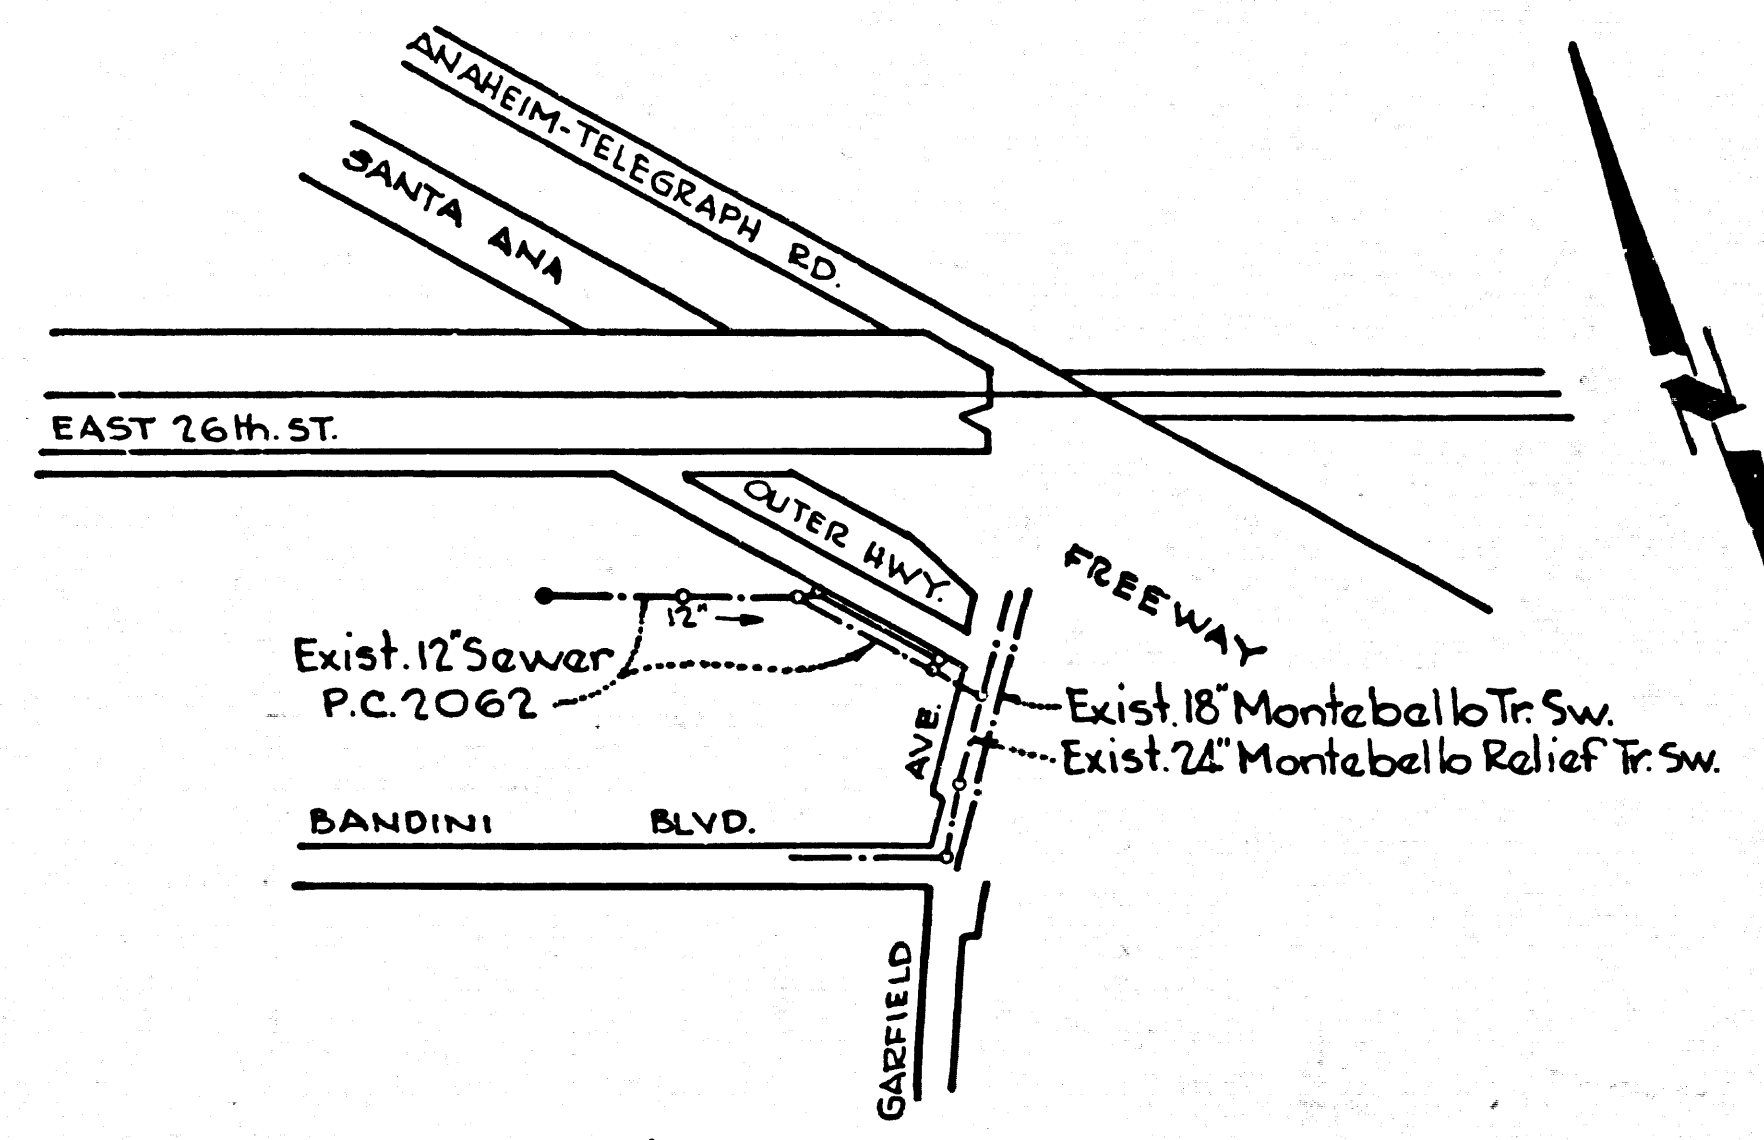 ANAHEIM-TELEGRAPH RD.
SANTA ANA
EAST 26th. ST.
OUTER HWY.
FREEWAY
12"
Exist. 12" Sewer
P.C. 2062
Exist. 18" Montebello Tr. Sw.
Exist. 24" Montebello Relief Tr. Sw.
AVE.
BANDINI BLVD.
GARFIELD